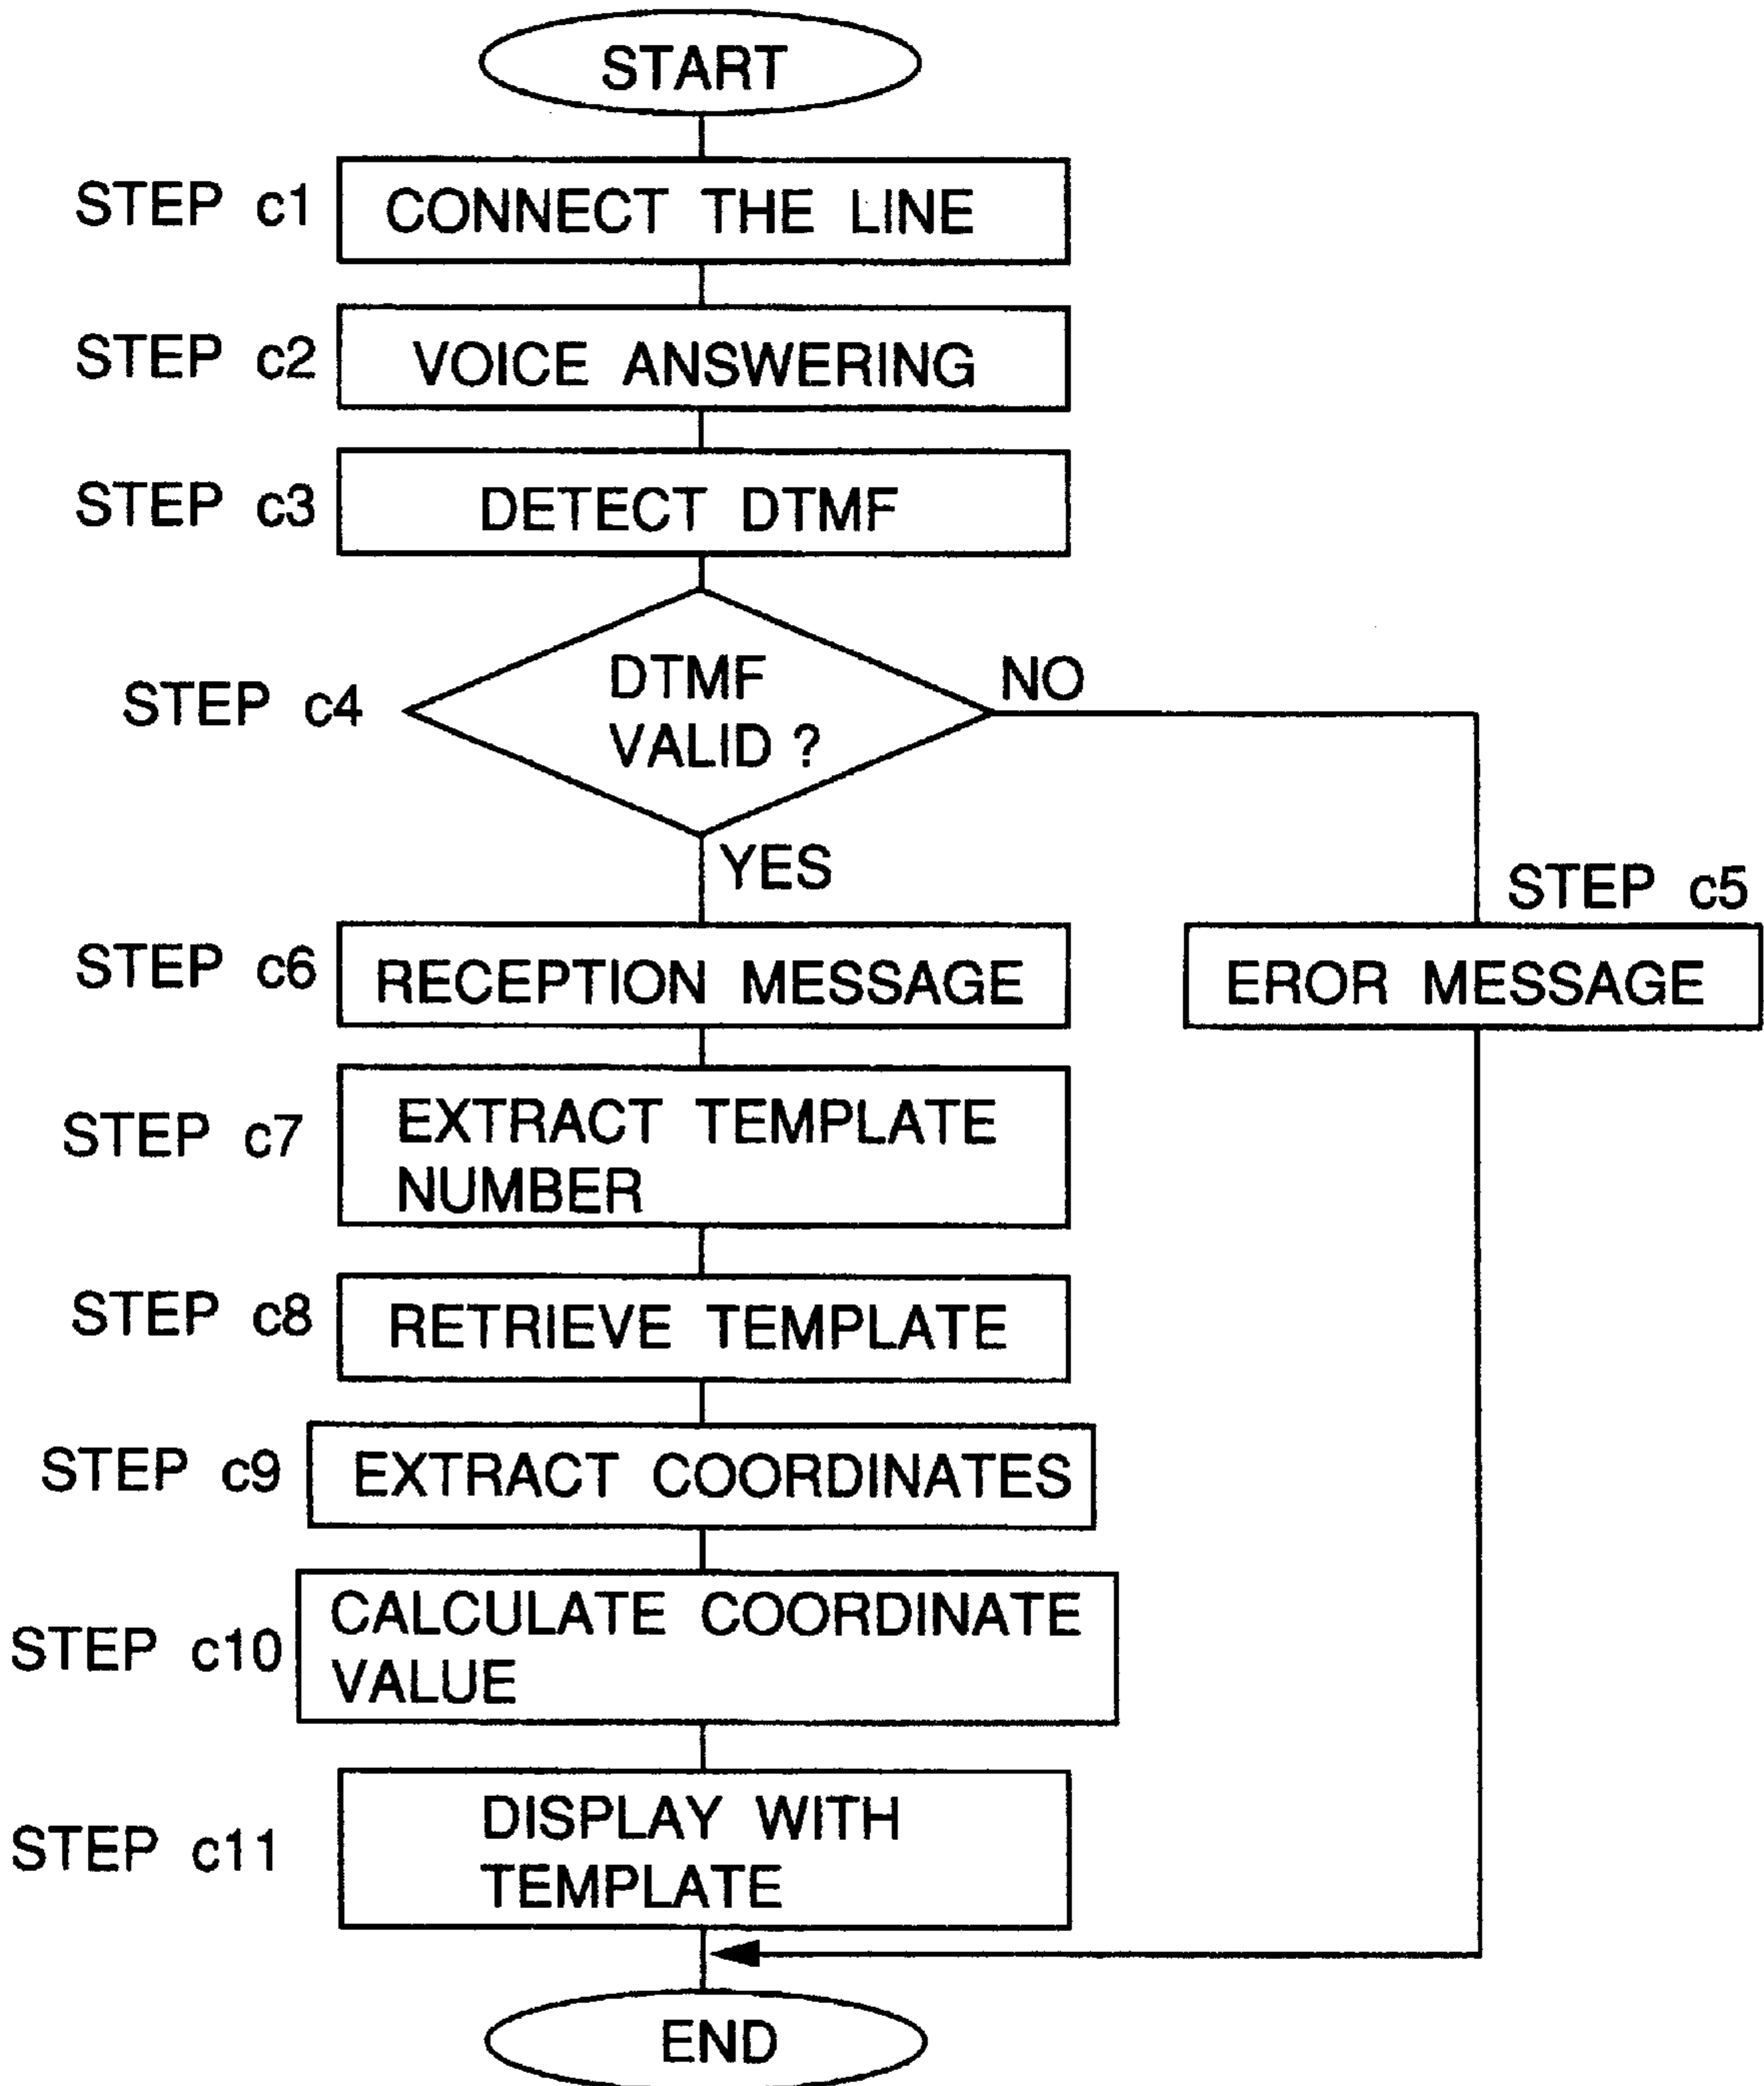 START
STEP c1
CONNECT THE LINE
STEP c2
VOICE ANSWERING
STEP c3
DETECT DTMF
STEP c4
DTMF
VALID ?
NO
YES
STEP c5
EROR MESSAGE
STEP c6
RECEPTION MESSAGE
STEP c7
EXTRACT TEMPLATE
NUMBER
STEP c8
RETRIEVE TEMPLATE
STEP c9
EXTRACT COORDINATES
STEP c10
CALCULATE COORDINATE
VALUE
STEP c11
DISPLAY WITH
TEMPLATE
END